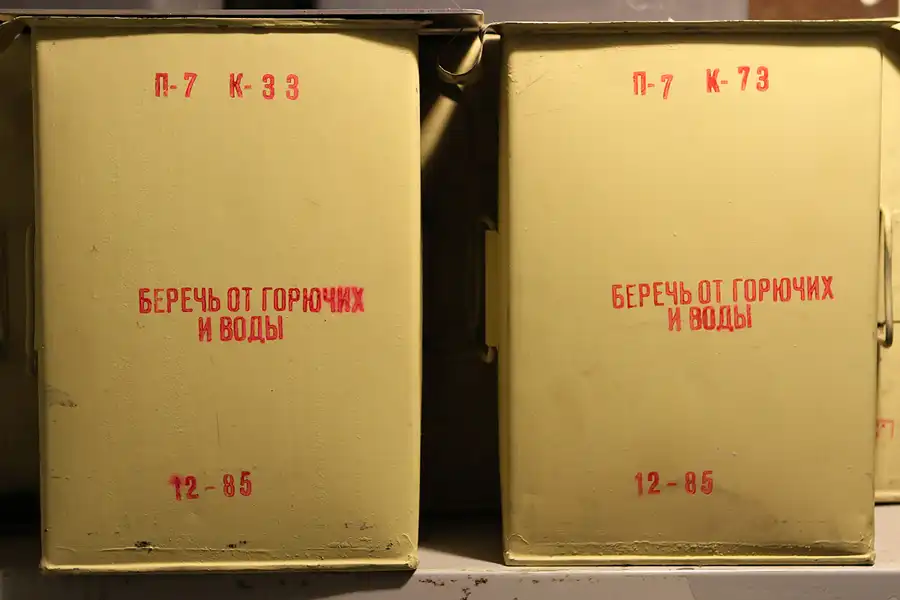 П-7 К-33
БЕРЕЧЬ ОТ ГОРЮЧИХ
И ВОДЫ
12-85
П-7 К-73
БЕРЕЧЬ ОТ ГОРЮЧИХ
И ВОДЫ
12-85